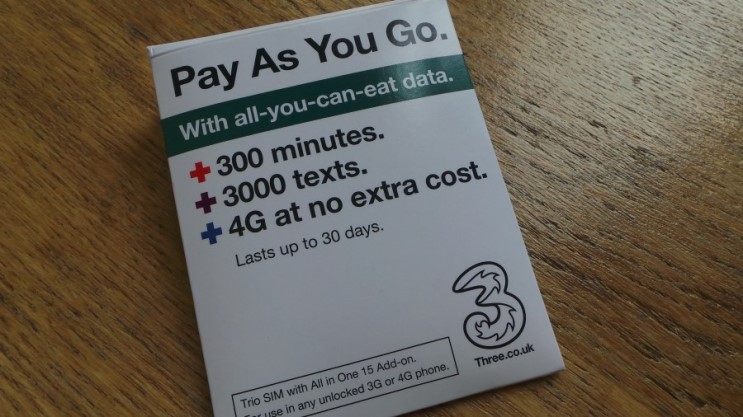 Pay As You Go.
With all-you-can-eat data.
+300 minutes.
+3000 texts.
+4G at no extra cost.
Lasts up to 30 days.
3
Three.co.uk
Trio SIM with All in One 15 Add-on.
For use in any unlocked 3G or 4G phone.